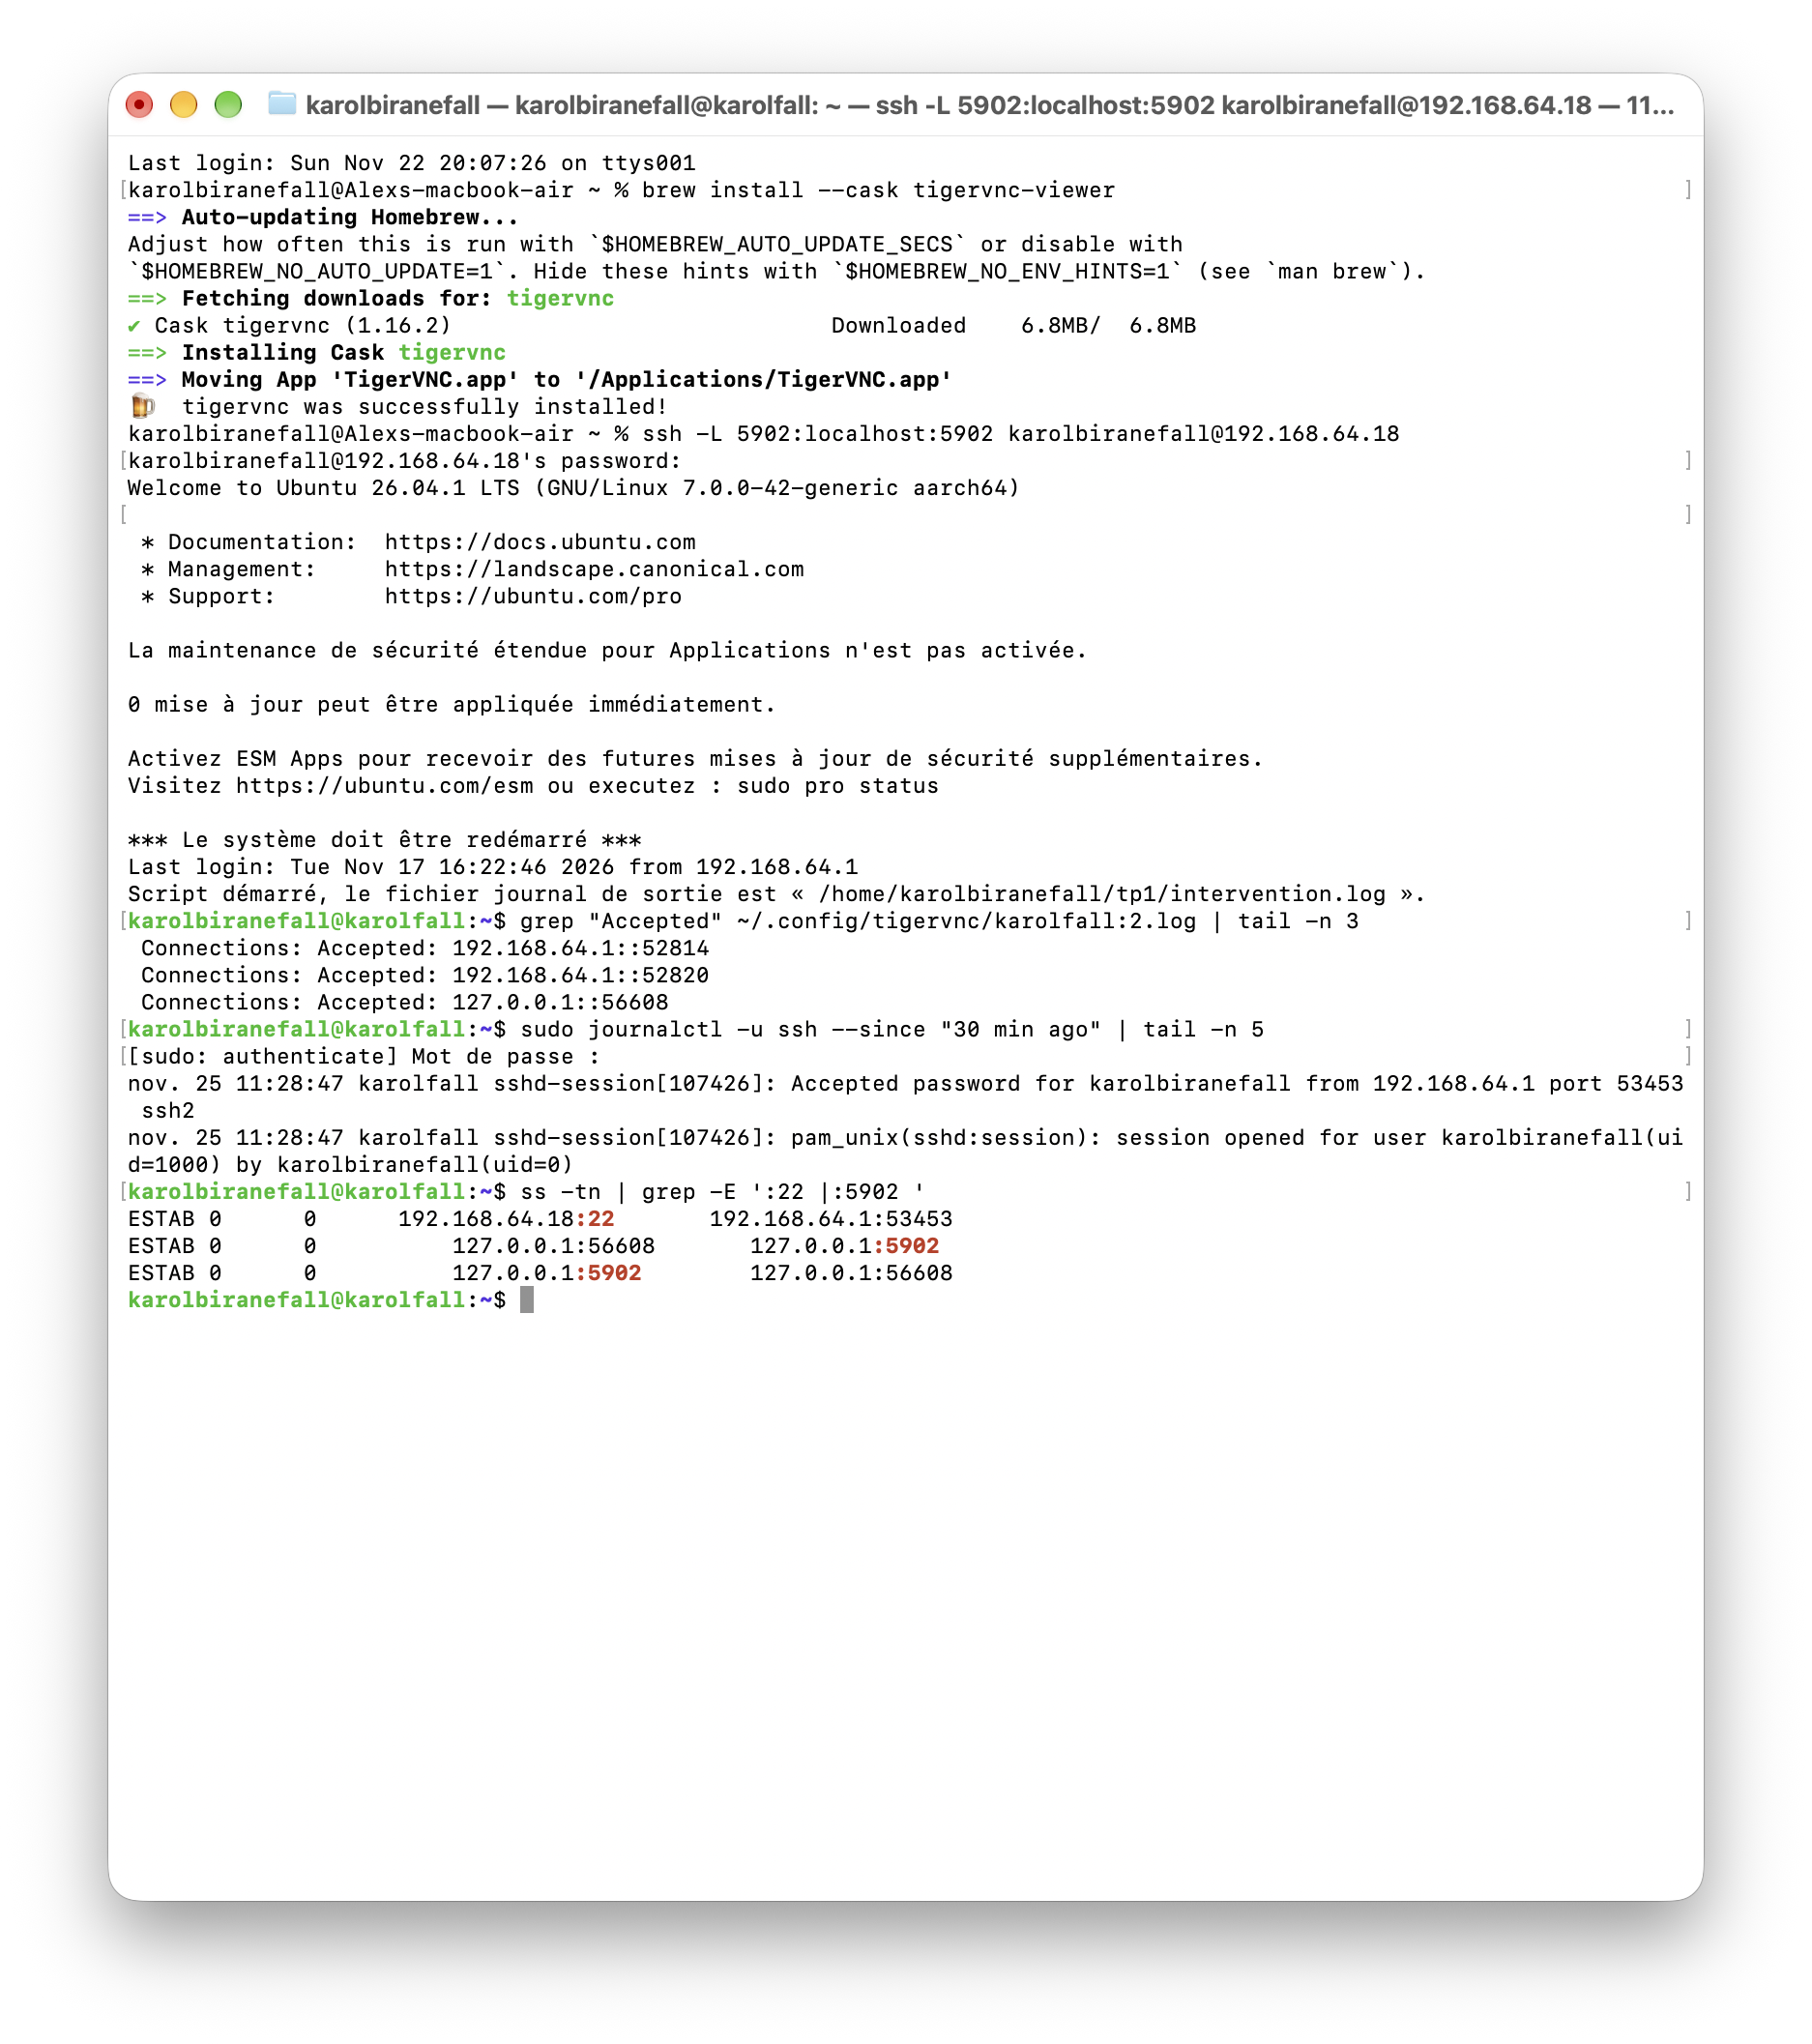 karolbiranefall — karolbiranefall@karolfall: ~ — ssh -L 5902:localhost:5902 karolbiranefall@192.168.64.18 — 11...
Last login: Sun Nov 22 20:07:26 on ttys001
[karolbiranefall@Alexs-macbook-air ~ % brew install --cask tigervnc-viewer ]
==> Auto-updating Homebrew...
Adjust how often this is run with `$HOMEBREW_AUTO_UPDATE_SECS` or disable with
`$HOMEBREW_NO_AUTO_UPDATE=1`. Hide these hints with `$HOMEBREW_NO_ENV_HINTS=1` (see `man brew`).
==> Fetching downloads for: tigervnc
✔ Cask tigervnc (1.16.2) Downloaded 6.8MB/ 6.8MB
==> Installing Cask tigervnc
==> Moving App 'TigerVNC.app' to '/Applications/TigerVNC.app'
🍺 tigervnc was successfully installed!
karolbiranefall@Alexs-macbook-air ~ % ssh -L 5902:localhost:5902 karolbiranefall@192.168.64.18
[karolbiranefall@192.168.64.18's password: ]
Welcome to Ubuntu 26.04.1 LTS (GNU/Linux 7.0.0-42-generic aarch64)
[ ]
* Documentation: https://docs.ubuntu.com
* Management: https://landscape.canonical.com
* Support: https://ubuntu.com/pro
La maintenance de sécurité étendue pour Applications n'est pas activée.
0 mise à jour peut être appliquée immédiatement.
Activez ESM Apps pour recevoir des futures mises à jour de sécurité supplémentaires.
Visitez https://ubuntu.com/esm ou executez : sudo pro status
*** Le système doit être redémarré ***
Last login: Tue Nov 17 16:22:46 2026 from 192.168.64.1
Script démarré, le fichier journal de sortie est « /home/karolbiranefall/tp1/intervention.log ».
[karolbiranefall@karolfall:~$ grep "Accepted" ~/.config/tigervnc/karolfall:2.log | tail -n 3 ]
Connections: Accepted: 192.168.64.1::52814
Connections: Accepted: 192.168.64.1::52820
Connections: Accepted: 127.0.0.1::56608
[karolbiranefall@karolfall:~$ sudo journalctl -u ssh --since "30 min ago" | tail -n 5 ]
[[sudo: authenticate] Mot de passe : ]
nov. 25 11:28:47 karolfall sshd-session[107426]: Accepted password for karolbiranefall from 192.168.64.1 port 53453
ssh2
nov. 25 11:28:47 karolfall sshd-session[107426]: pam_unix(sshd:session): session opened for user karolbiranefall(ui
d=1000) by karolbiranefall(uid=0)
[karolbiranefall@karolfall:~$ ss -tn | grep -E ':22 |:5902 ' ]
ESTAB 0 0 192.168.64.18:22 192.168.64.1:53453
ESTAB 0 0 127.0.0.1:56608 127.0.0.1:5902
ESTAB 0 0 127.0.0.1:5902 127.0.0.1:56608
karolbiranefall@karolfall:~$